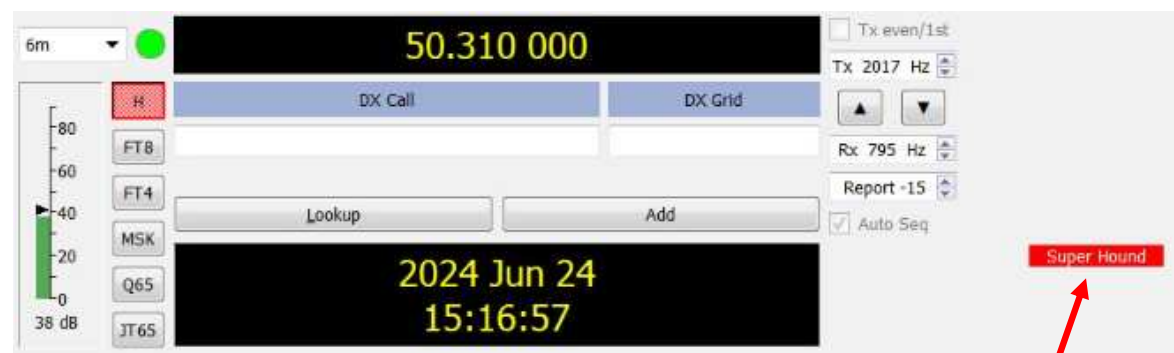 6m
50.310 000
Tx even/1st
Tx 2017 Hz
H
DX Call
DX Grid
80
FT8
Rx 795 Hz
60
FT4
Report -15
40
Lookup
Add
Auto Seq
MSK
20
2024 Jun 24
Super Hound
Q65
0
15:16:57
38 dB
JT65